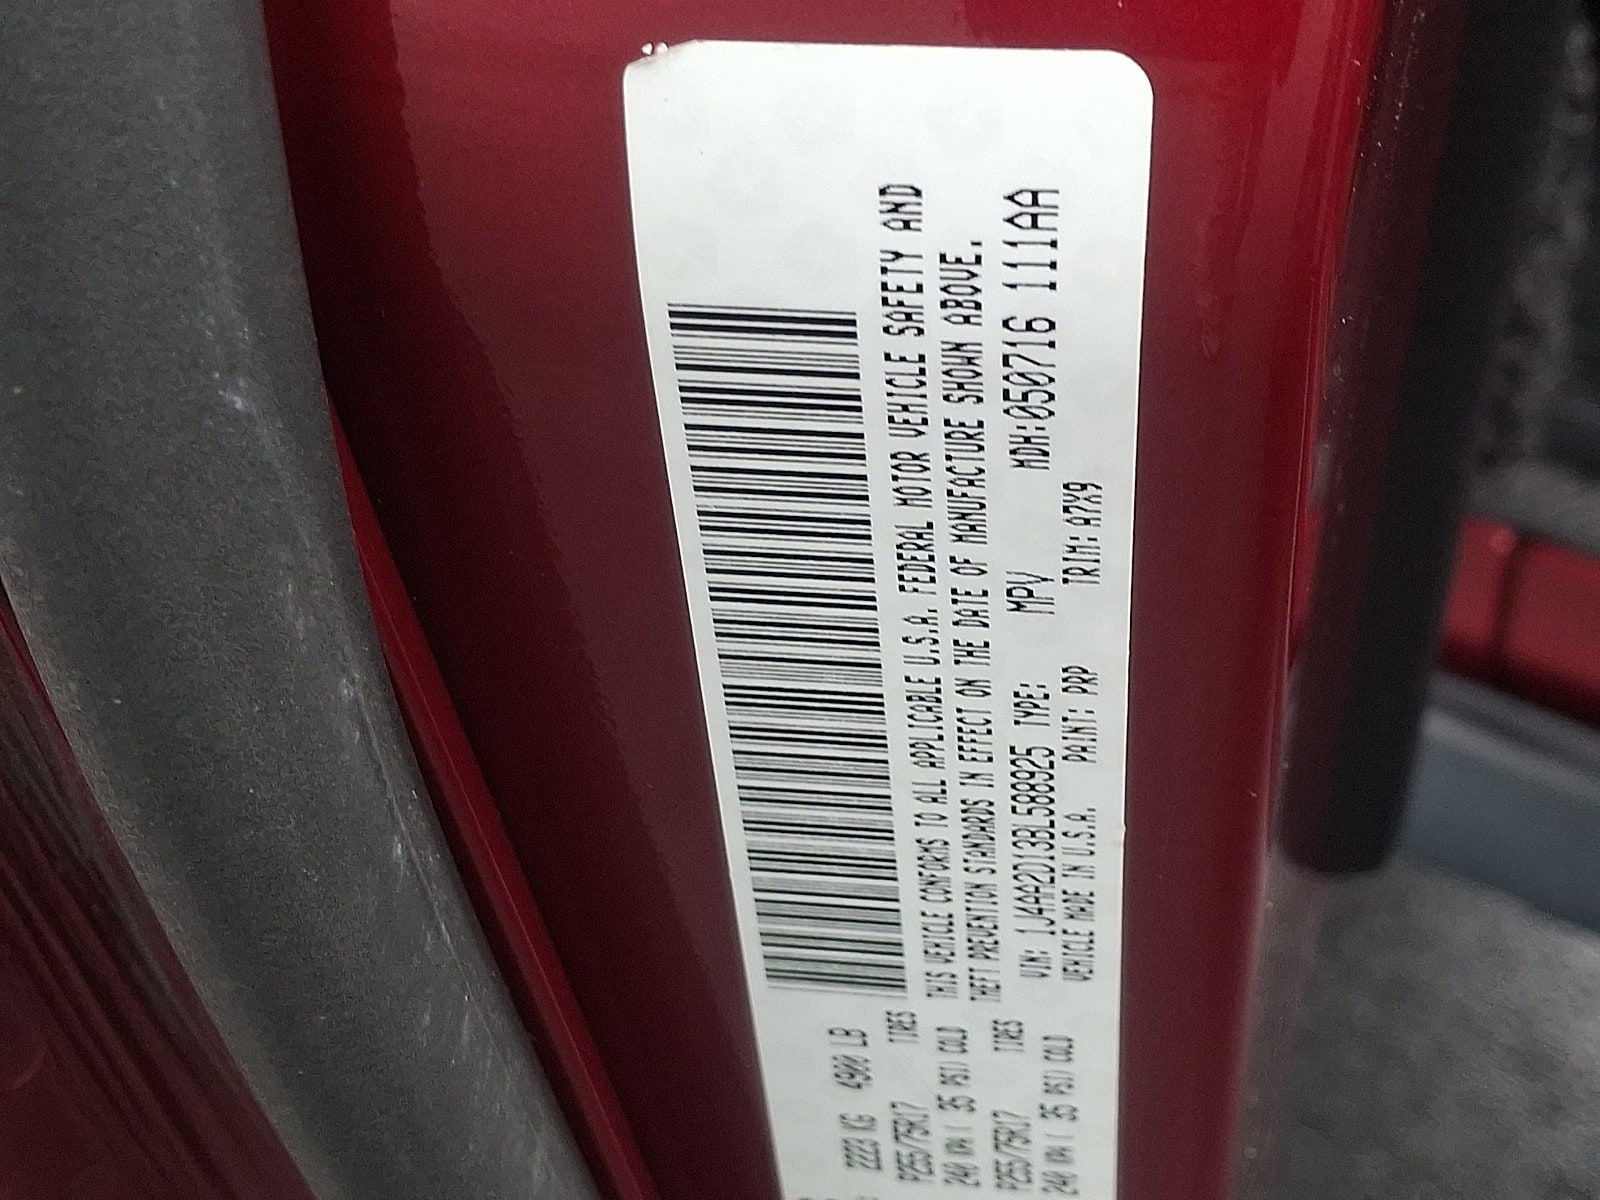 2223 KG 4900 LB
P255/75R17 TIRES
240 KPA ( 35 PSI) COLD
P255/75R17 TIRES
240 KPA ( 35 PSI) COLD
THIS VEHICLE CONFORMS TO ALL APPLICABLE U.S.A. FEDERAL MOTOR VEHICLE SAFETY AND
THEFT PREVENTION STANDARDS IN EFFECT ON THE DATE OF MANUFACTURE SHOWN ABOVE.
VIN: 1J4AA2D13BL588925 TYPE: MPV MDH:050716 111AA
VEHICLE MADE IN U.S.A. PAINT: PRP TRIM:A7X9